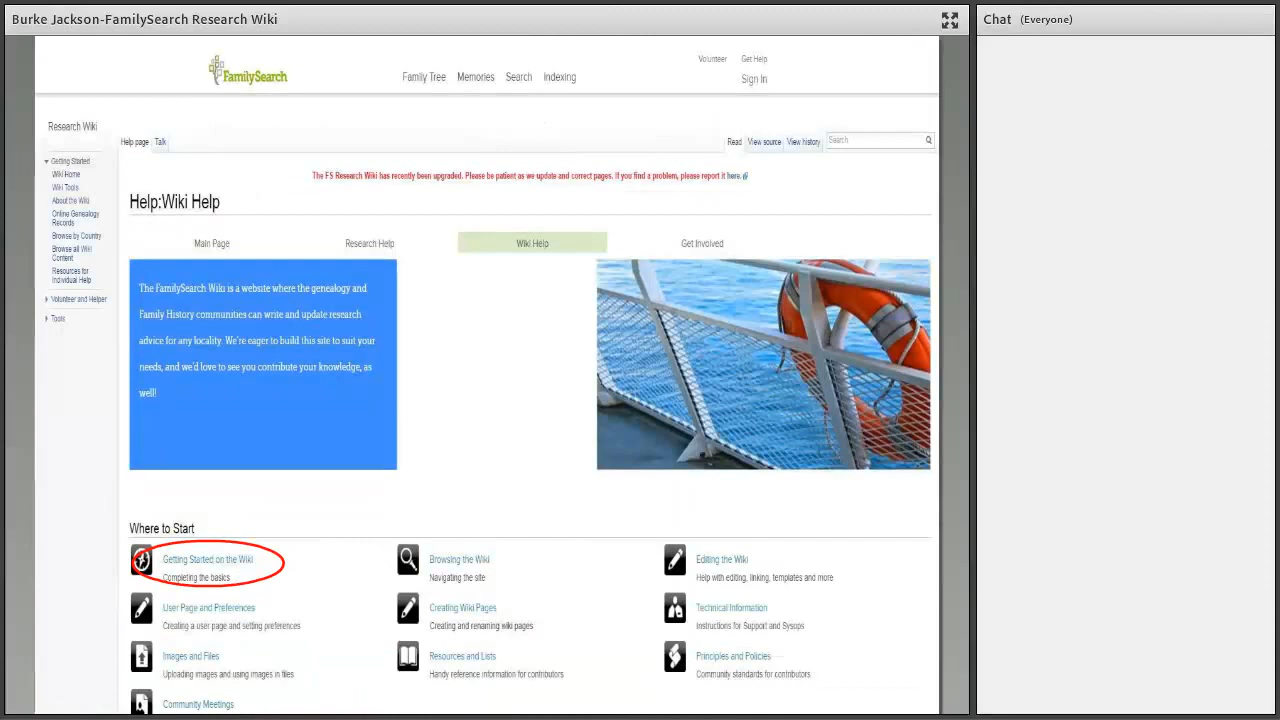 Burke Jackson-FamilySearch Research Wiki
Chat (Everyone)
FamilySearch
Family Tree Memories Search Indexing
Volunteer Get Help
Sign In
Research Wiki
Getting Started
Wiki Home
Wiki Tools
About the Wiki
Online Genealogy
Records
Browse by Country
Browse all Wiki
Content
Resources for
Individual Help
Volunteer and Helper
Tools
Help page Talk
Read View source View history Search
The FS Research Wiki has recently been upgraded. Please be patient as we update and correct pages. If you find a problem, please report it here.
Help:Wiki Help
Main Page Research Help Wiki Help Get Involved
The FamilySearch Wiki is a website where the genealogy and
Family History communities can write and update research
advice for any locality. We're eager to build this site to suit your
needs, and we'd love to see you contribute your knowledge, as
well!
Where to Start
Getting Started on the Wiki
Completing the basics
Browsing the Wiki
Navigating the site
Editing the Wiki
Help with editing, linking, templates and more
User Page and Preferences
Creating a user page and setting preferences
Creating Wiki Pages
Creating and renaming wiki pages
Technical Information
Instructions for Support and Sysops
Images and Files
Uploading images and using images in files
Resources and Lists
Handy reference information for contributors
Principles and Policies
Community standards for contributors
Community Meetings